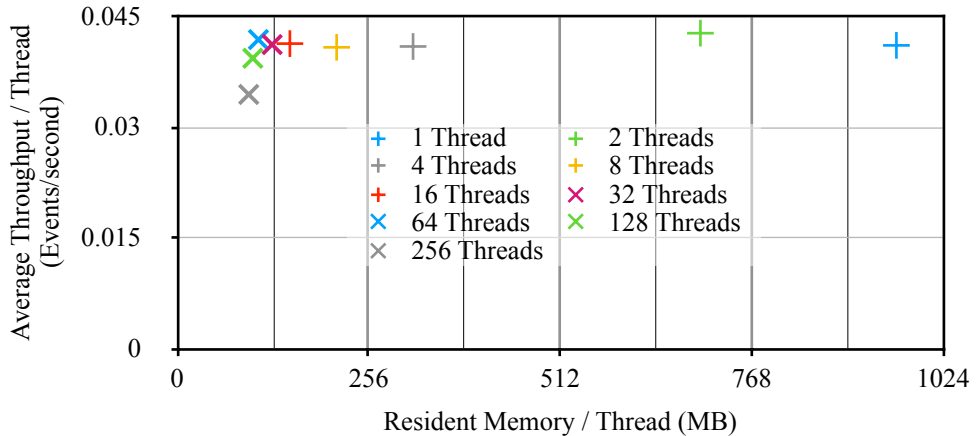 Average Throughput / Thread
(Events/second)
0.045
0.03
0.015
0
1 Thread
2 Threads
4 Threads
8 Threads
16 Threads
32 Threads
64 Threads
128 Threads
256 Threads
0
256
512
768
1024
Resident Memory / Thread (MB)